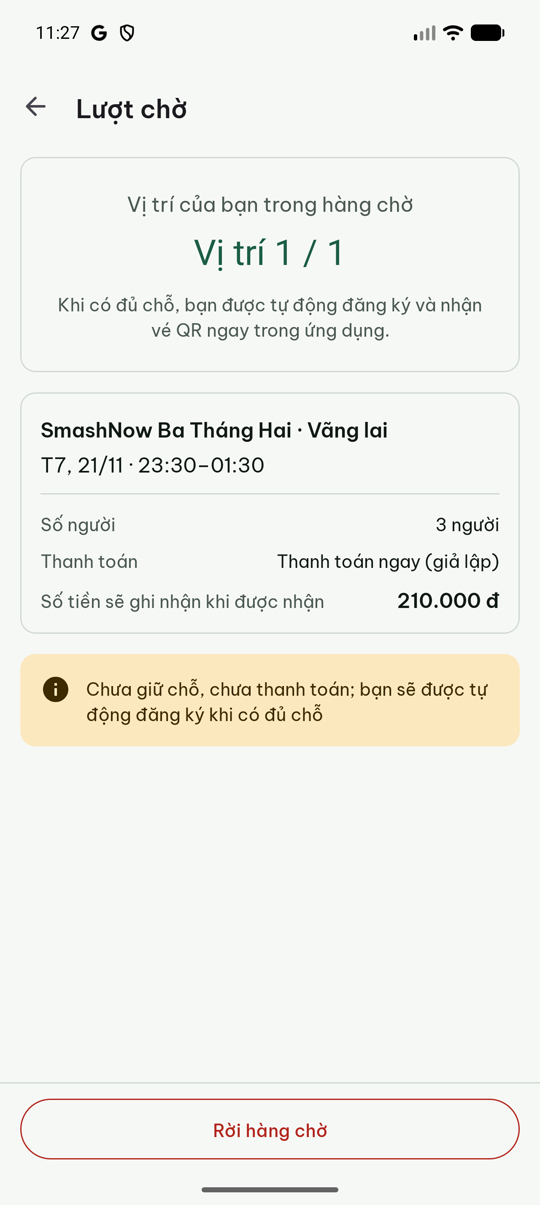 11:27
Lượt chờ
Vị trí của bạn trong hàng chờ
Vị trí 1 / 1
Khi có đủ chỗ, bạn được tự động đăng ký và nhận
vé QR ngay trong ứng dụng.
SmashNow Ba Tháng Hai · Vãng lai
T7, 21/11 · 23:30–01:30
Số người 3 người
Thanh toán Thanh toán ngay (giả lập)
Số tiền sẽ ghi nhận khi được nhận 210.000 đ
Chưa giữ chỗ, chưa thanh toán; bạn sẽ được tự
động đăng ký khi có đủ chỗ
Rời hàng chờ